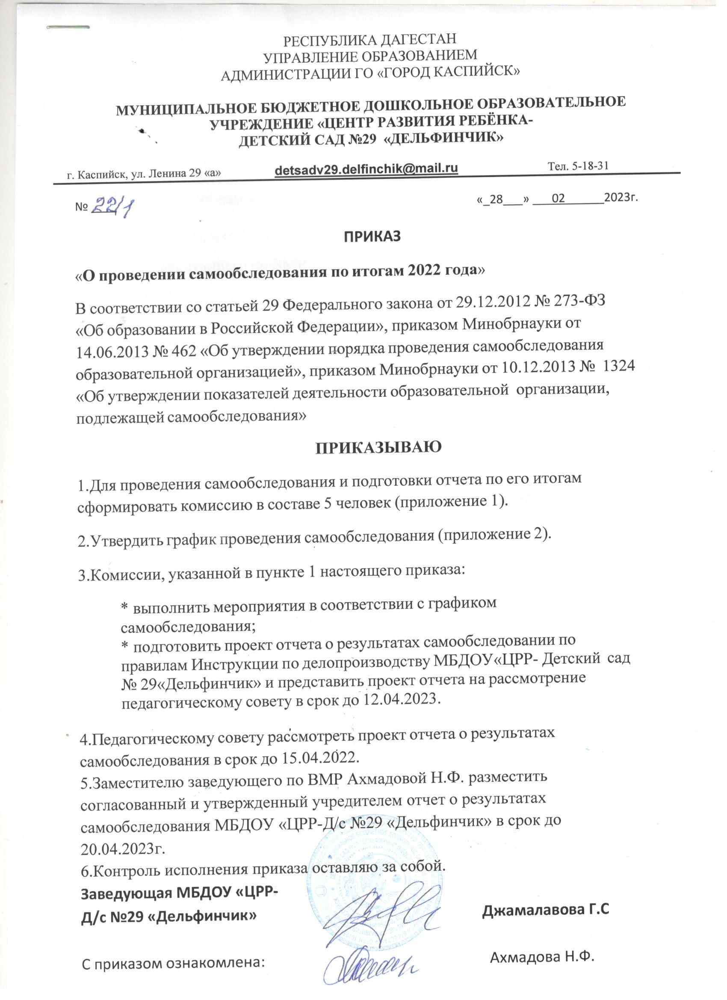 РЕСПУБЛИКА ДАГЕСТАН
УПРАВЛЕНИЕ ОБРАЗОВАНИЕМ
АДМИНИСТРАЦИИ ГО «ГОРОД КАСПИЙСК»
МУНИЦИПАЛЬНОЕ БЮДЖЕТНОЕ ДОШКОЛЬНОЕ ОБРАЗОВАТЕЛЬНОЕ
УЧРЕЖДЕНИЕ «ЦЕНТР РАЗВИТИЯ РЕБЁНКА-
ДЕТСКИЙ САД №29 «ДЕЛЬФИНЧИК»
г. Каспийск, ул. Ленина 29 «а» detsadv29.delfinchik@mail.ru Тел. 5-18-31
№ 22/1 «_28___» ___02______2023г.
ПРИКАЗ
«О проведении самообследования по итогам 2022 года»
В соответствии со статьей 29 Федерального закона от 29.12.2012 № 273-ФЗ
«Об образовании в Российской Федерации», приказом Минобрнауки от
14.06.2013 № 462 «Об утверждении порядка проведения самообследования
образовательной организацией», приказом Минобрнауки от 10.12.2013 № 1324
«Об утверждении показателей деятельности образовательной организации,
подлежащей самообследования»
ПРИКАЗЫВАЮ
1.Для проведения самообследования и подготовки отчета по его итогам
сформировать комиссию в составе 5 человек (приложение 1).
2.Утвердить график проведения самообследования (приложение 2).
3.Комиссии, указанной в пункте 1 настоящего приказа:
* выполнить мероприятия в соответствии с графиком
самообследования;
* подготовить проект отчета о результатах самообследовании по
правилам Инструкции по делопроизводству МБДОУ«ЦРР- Детский сад
№ 29«Дельфинчик» и представить проект отчета на рассмотрение
педагогическому совету в срок до 12.04.2023.
4.Педагогическому совету рассмотреть проект отчета о результатах
самообследования в срок до 15.04.2022.
5.Заместителю заведующего по ВМР Ахмадовой Н.Ф. разместить
согласованный и утвержденный учредителем отчет о результатах
самообследования МБДОУ «ЦРР-Д/с №29 «Дельфинчик» в срок до
20.04.2023г.
6.Контроль исполнения приказа оставляю за собой.
Заведующая МБДОУ «ЦРР-
Д/с №29 «Дельфинчик» Джамалавова Г.С
С приказом ознакомлена: Ахмадова Н.Ф.